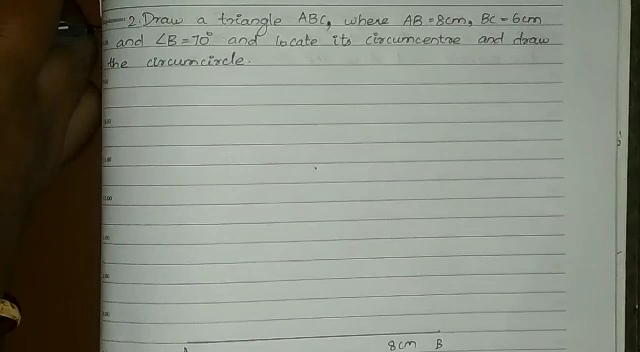 2. Draw a triangle ABC, where AB = 8cm, BC = 6cm
and ∠B = 70° and locate its circumcentre and draw
the circumcircle.
A 8cm B